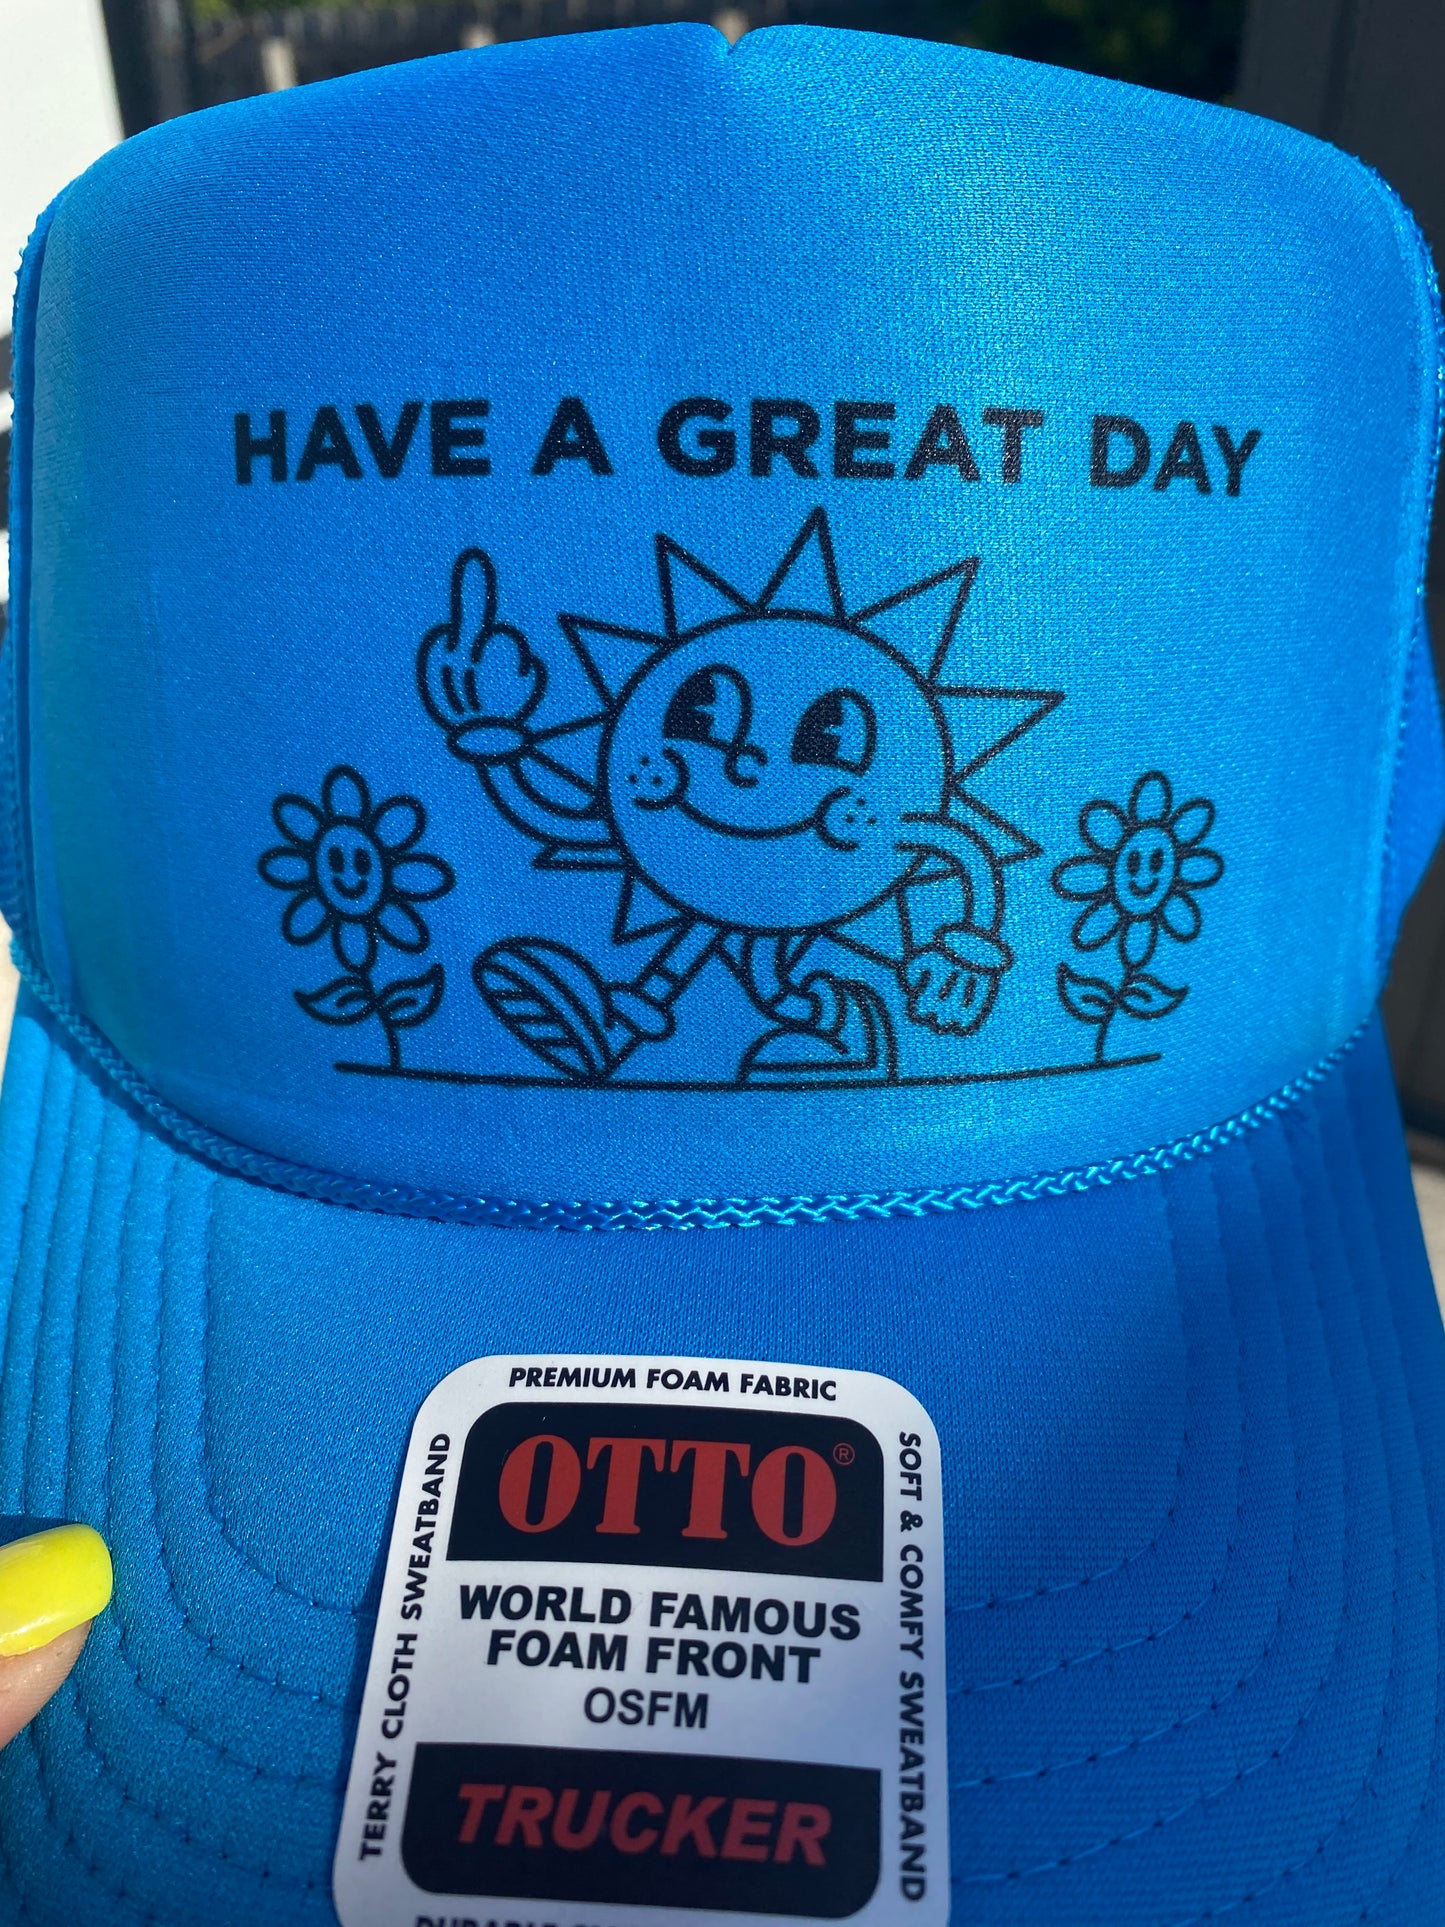 HAVE A GREAT DAY
PREMIUM FOAM FABRIC
OTTO®
WORLD FAMOUS
FOAM FRONT
OSFM
TRUCKER
TERRY CLOTH SWEATBAND
SOFT & COMFY SWEATBAND